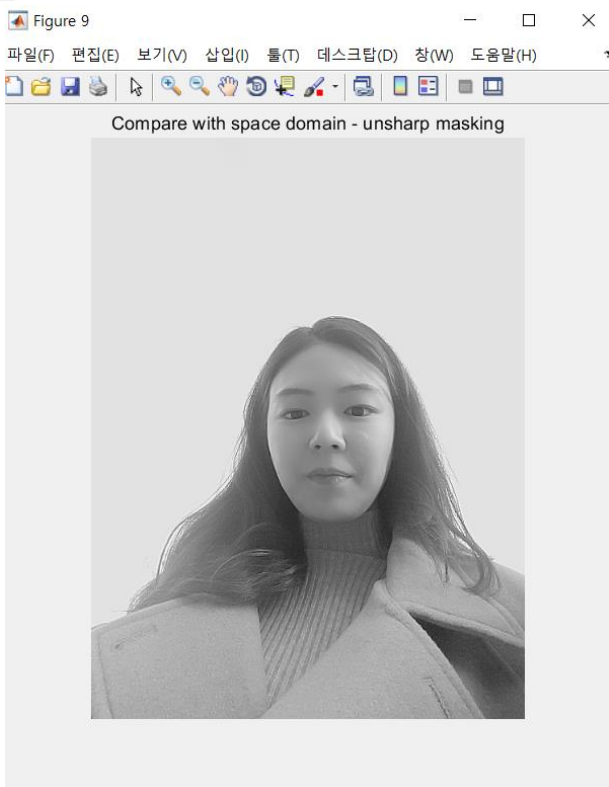 Figure 9
파일(F) 편집(E) 보기(V) 삽입(I) 툴(T) 데스크탑(D) 창(W) 도움말(H)
Compare with space domain - unsharp masking